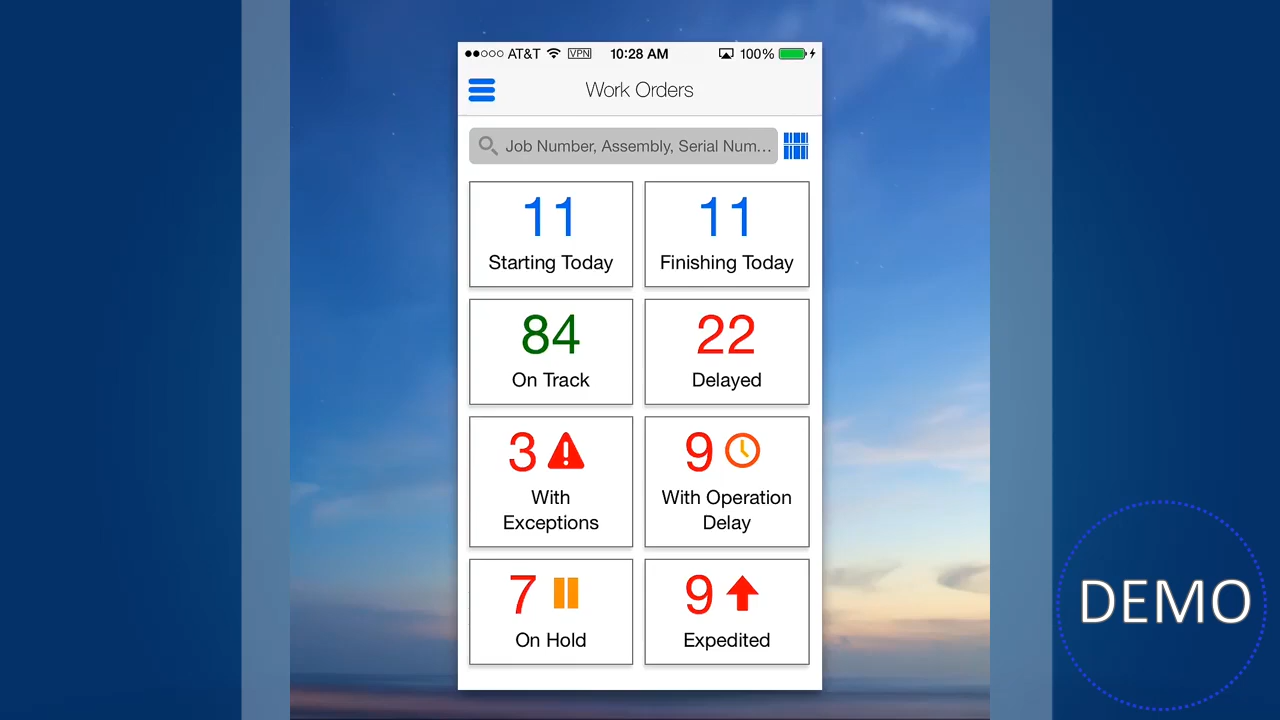 AT&T VPN 10:28 AM 100%
Work Orders
Job Number, Assembly, Serial Num...
11 11
Starting Today Finishing Today
84 22
On Track Delayed
3 9
With With Operation
Exceptions Delay
7 9
On Hold Expedited
DEMO